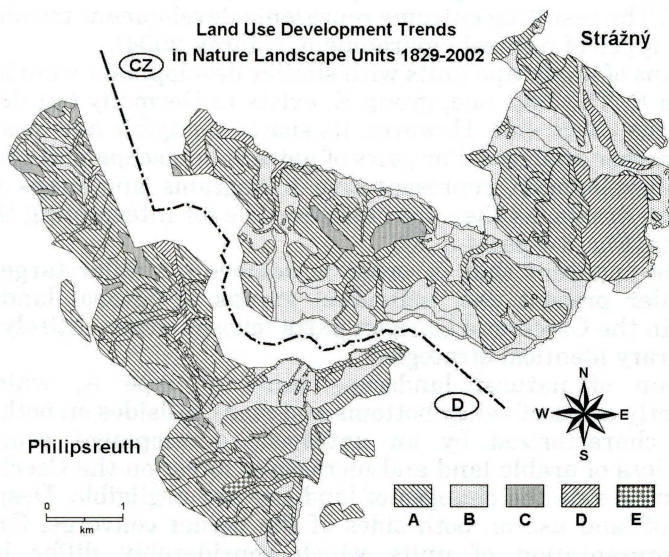 Land Use Development Trends
in Nature Landscape Units 1829-2002
CZ
Strážný
D
Philipsreuth
N
W E
S
0 1
km
A B C D E